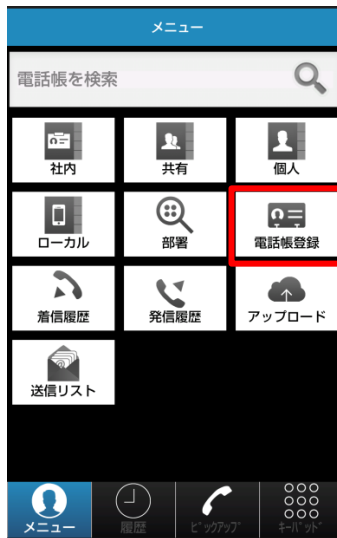 メニュー
電話帳を検索
社内
共有
個人
ローカル
部署
電話帳登録
着信履歴
発信履歴
アップロード
送信リスト
メニュー
履歴
ﾋﾟｯｸｱｯﾌﾟ
ｷｰﾊﾟｯﾄﾞ